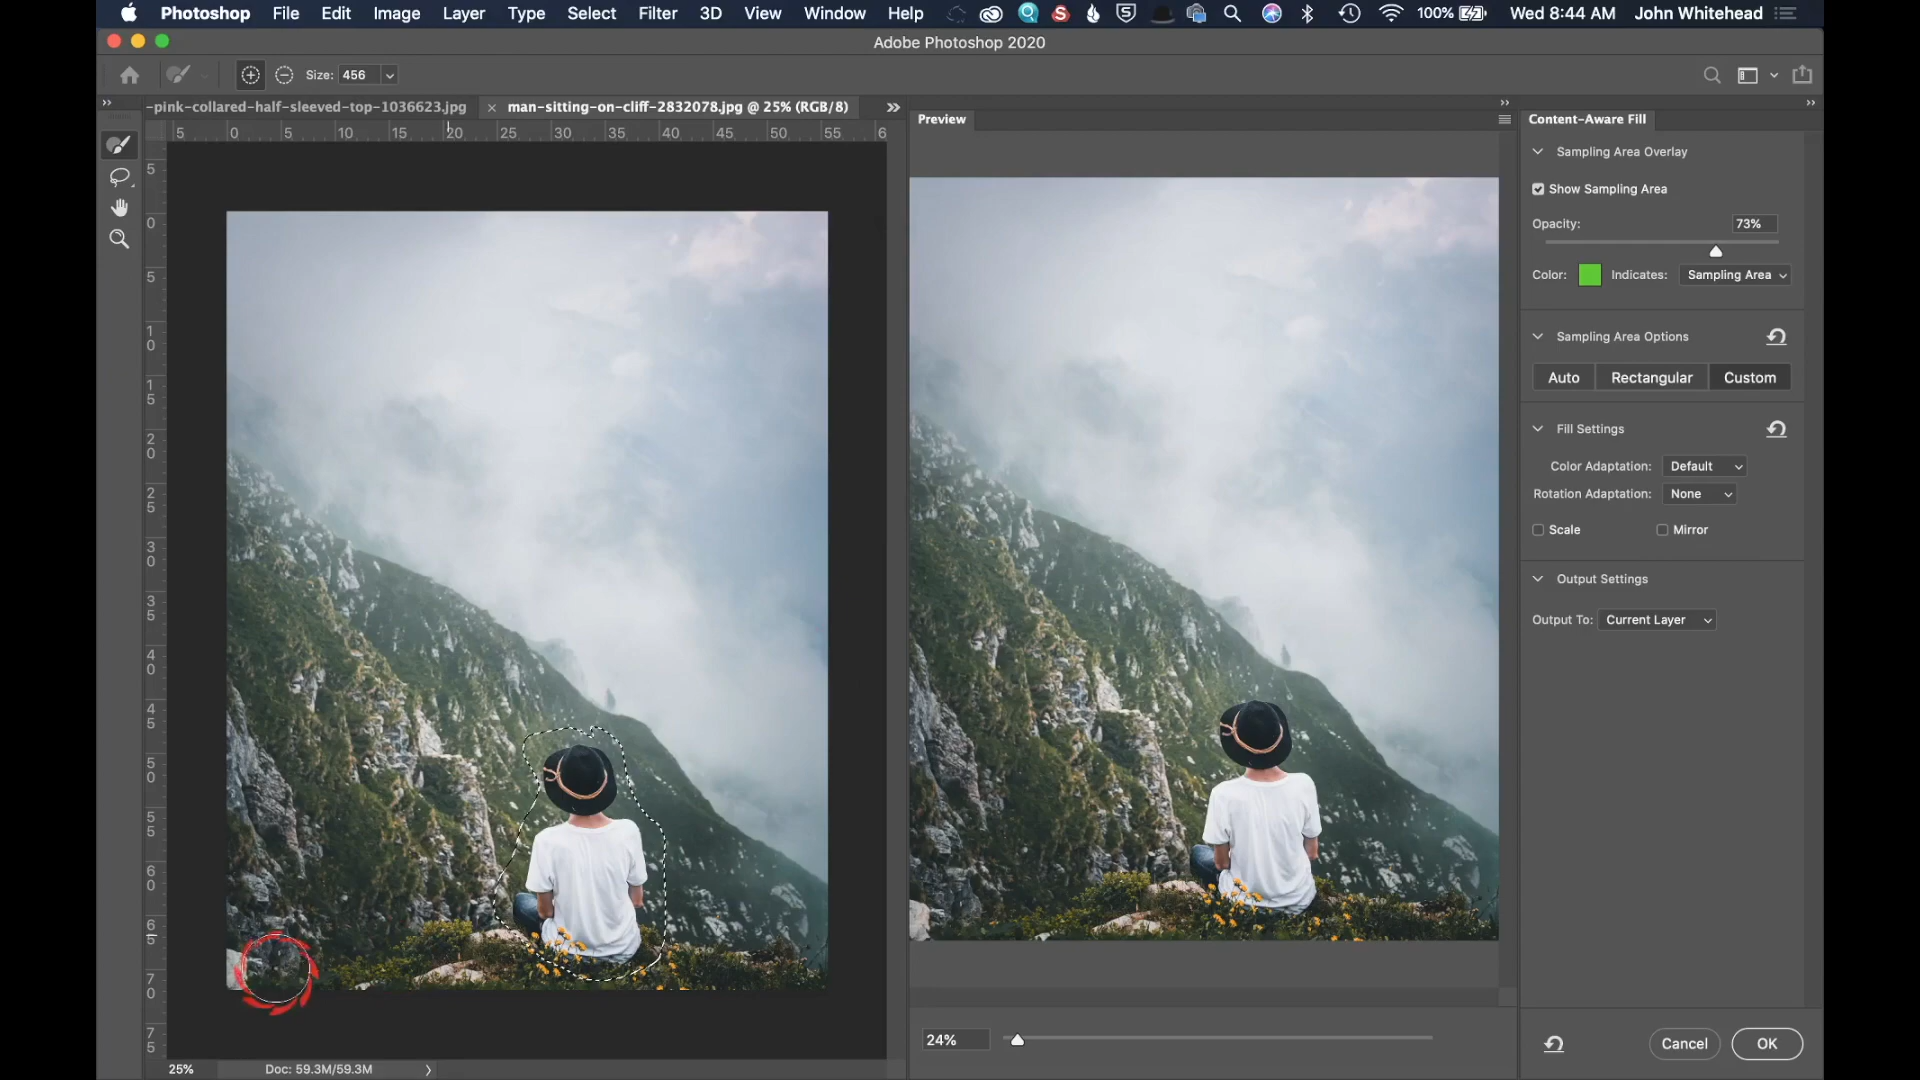 Photoshop File Edit Image Layer Type Select Filter 3D View Window Help 100% Wed 8:44 AM John Whitehead
Adobe Photoshop 2020
Size: 456
-pink-collared-half-sleeved-top-1036623.jpg × man-sitting-on-cliff-2832078.jpg @ 25% (RGB/8) »
5 0 5 10 15 20 25 30 35 40 45 50 55 6
5
0
5
1
0
1
5
2
0
2
5
3
0
3
5
4
0
4
5
5
0
5
5
6
0
6
5
7
0
7
5
25% Doc: 59.3M/59.3M
Preview
24%
Content-Aware Fill
Sampling Area Overlay
Show Sampling Area
Opacity: 73%
Color: Indicates: Sampling Area
Sampling Area Options
Auto Rectangular Custom
Fill Settings
Color Adaptation: Default
Rotation Adaptation: None
Scale Mirror
Output Settings
Output To: Current Layer
Cancel OK